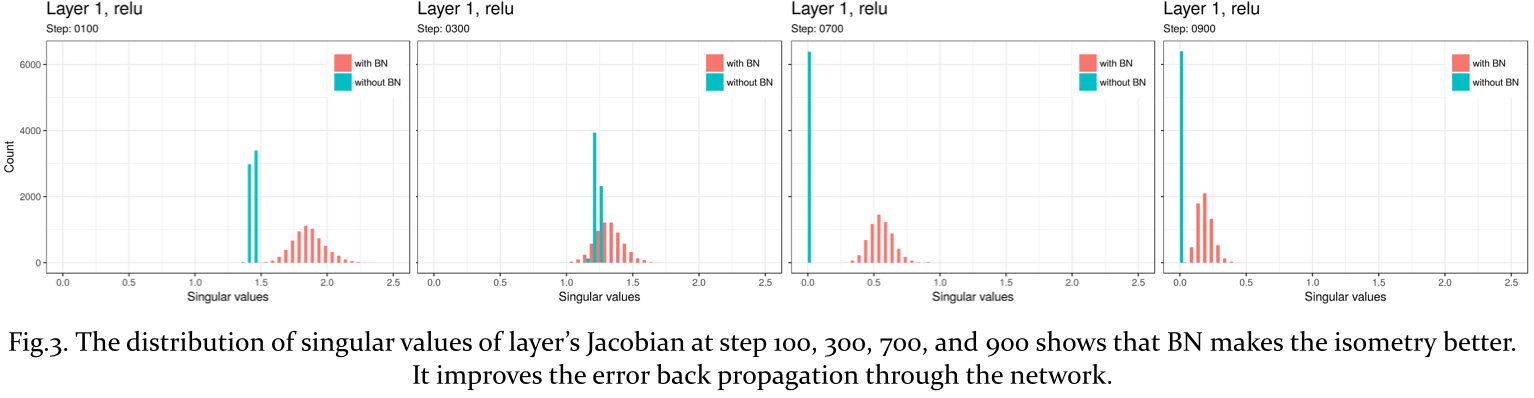 Layer 1, relu
Step: 0100
with BN
without BN
6000
4000
2000
0
Count
0.0 0.5 1.0 1.5 2.0 2.5
Singular values
Layer 1, relu
Step: 0300
with BN
without BN
0.0 0.5 1.0 1.5 2.0 2.5
Singular values
Layer 1, relu
Step: 0700
with BN
without BN
0.0 0.5 1.0 1.5 2.0 2.5
Singular values
Layer 1, relu
Step: 0900
with BN
without BN
0.0 0.5 1.0 1.5 2.0 2.5
Singular values
Fig.3. The distribution of singular values of layer's Jacobian at step 100, 300, 700, and 900 shows that BN makes the isometry better.
It improves the error back propagation through the network.